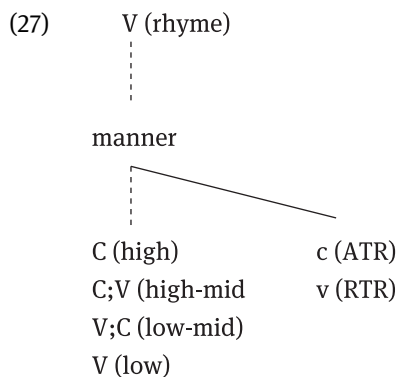 (27) V (rhyme)
manner
C (high) c (ATR)
C;V (high-mid v (RTR)
V;C (low-mid)
V (low)